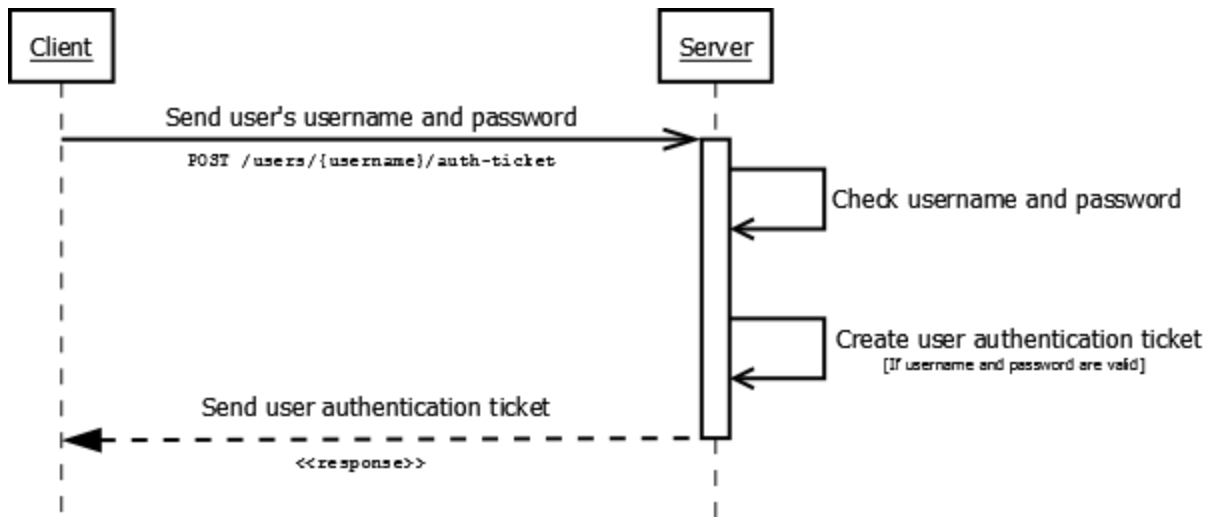 Client
Server
Send user's username and password
POST /users/{username}/auth-ticket
Check username and password
Create user authentication ticket
[If username and password are valid]
Send user authentication ticket
<<response>>